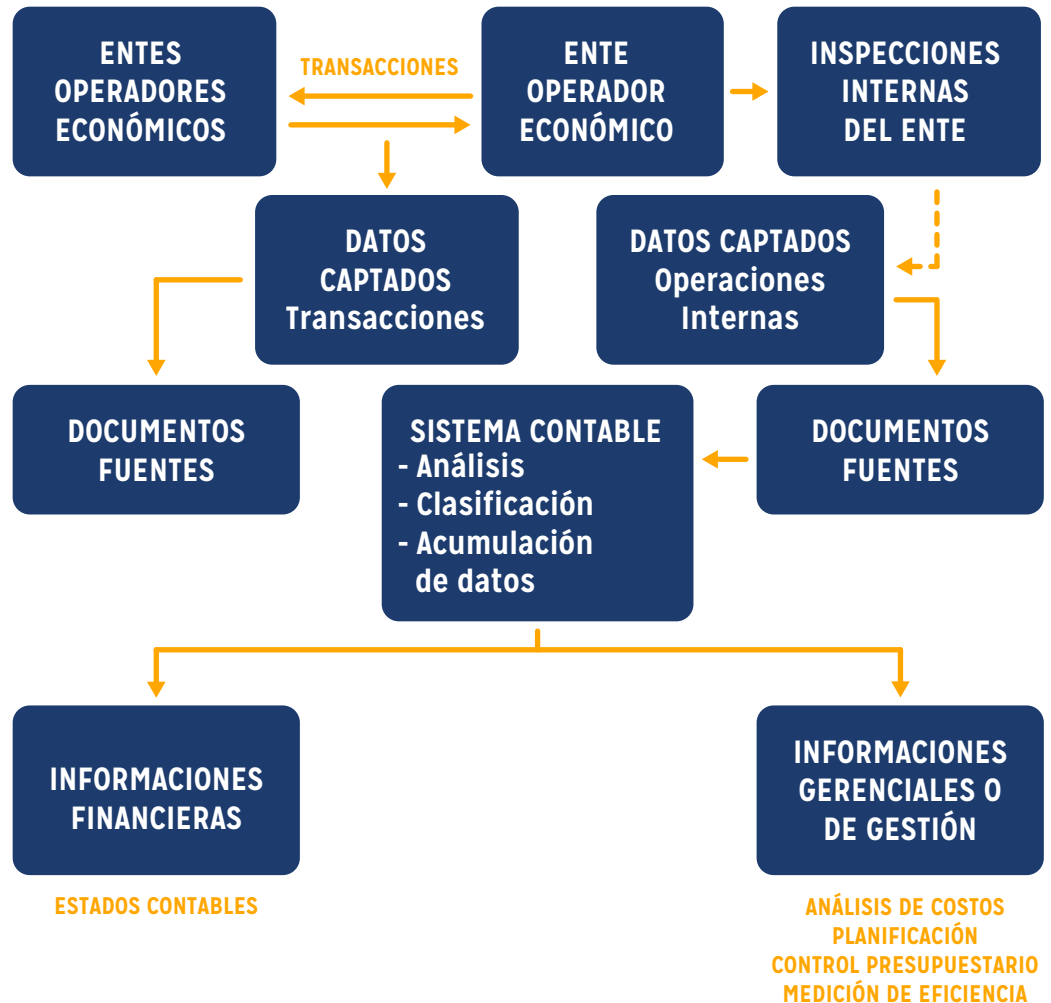 ENTES
OPERADORES
ECONÓMICOS
TRANSACCIONES
ENTE
OPERADOR
ECONÓMICO
INSPECCIONES
INTERNAS
DEL ENTE
DATOS
CAPTADOS
Transacciones
DATOS CAPTADOS
Operaciones
Internas
DOCUMENTOS
FUENTES
SISTEMA CONTABLE
- Análisis
- Clasificación
- Acumulación
de datos
DOCUMENTOS
FUENTES
INFORMACIONES
FINANCIERAS
ESTADOS CONTABLES
INFORMACIONES
GERENCIALES O
DE GESTIÓN
ANÁLISIS DE COSTOS
PLANIFICACIÓN
CONTROL PRESUPUESTARIO
MEDICIÓN DE EFICIENCIA